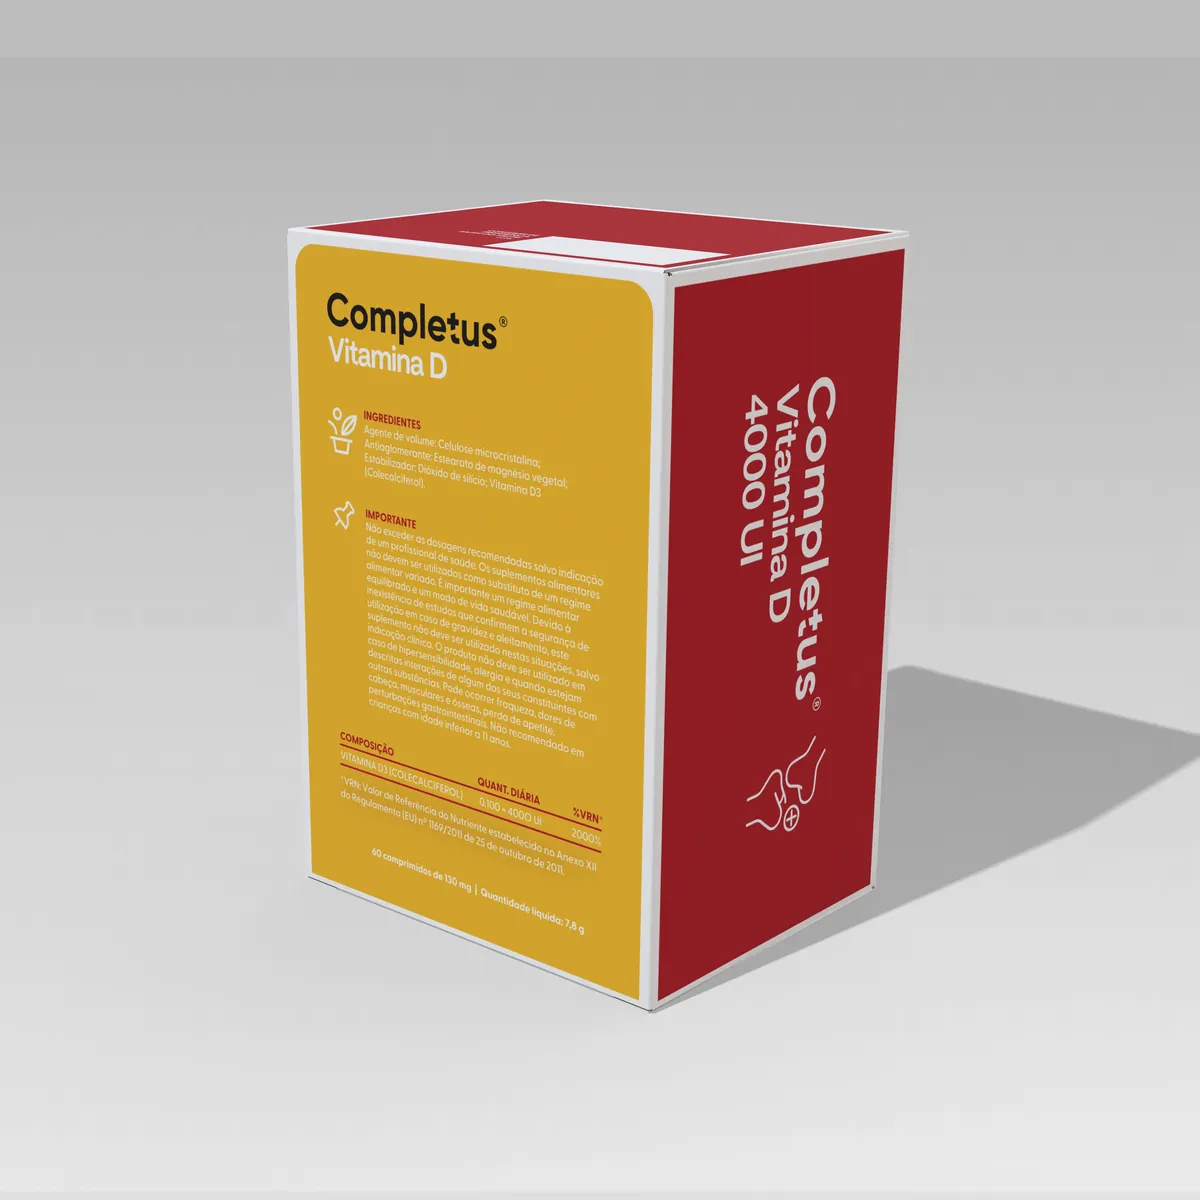 Completus®
Vitamina D
INGREDIENTES
Agente de volume: Celulose microcristalina;
Antiaglomerante: Estearato de magnésio vegetal;
Estabilizador: Dióxido de silício; Vitamina D3
(Colecalciferol).
IMPORTANTE
Não exceder as dosagens recomendadas salvo indicação
de um profissional de saúde. Os suplementos alimentares
não devem ser utilizados como substituto de um regime
alimentar variado. É importante um regime alimentar
equilibrado e um modo de vida saudável. Devido à
inexistência de estudos que confirmem a segurança de
utilização em caso de gravidez e aleitamento, este
suplemento não deve ser utilizado nestas situações, salvo
indicação clínica. O produto não deve ser utilizado em
caso de hipersensibilidade, alergia e quando estejam
descritas interações de algum dos seus constituintes com
outras substâncias. Pode ocorrer fraqueza, dores de
cabeça, musculares e ósseas, perda de apetite,
perturbações gastrointestinais. Não recomendado em
crianças com idade inferior a 11 anos.
COMPOSIÇÃO QUANT. DIÁRIA %VRN*
VITAMINA D3 (COLECALCIFEROL) 0,100 = 4000 UI 2000%
*VRN: Valor de Referência do Nutriente estabelecido no Anexo XII
do Regulamento (EU) nº 1169/2011 de 25 de outubro de 2011,
60 comprimidos de 130 mg | Quantidade líquida: 7,8 g
Completus®
Vitamina D
4000 UI